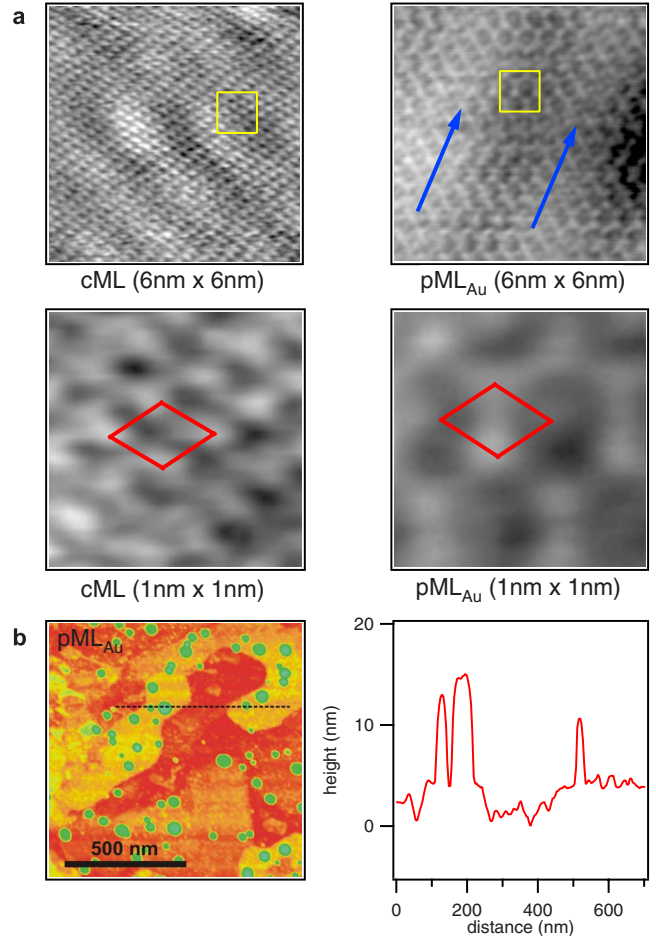 a
cML (6nm x 6nm)
pMLAu (6nm x 6nm)
cML (1nm x 1nm)
pMLAu (1nm x 1nm)
b
pMLAu
500 nm
20
10
0
height (nm)
0
200
400
600
distance (nm)